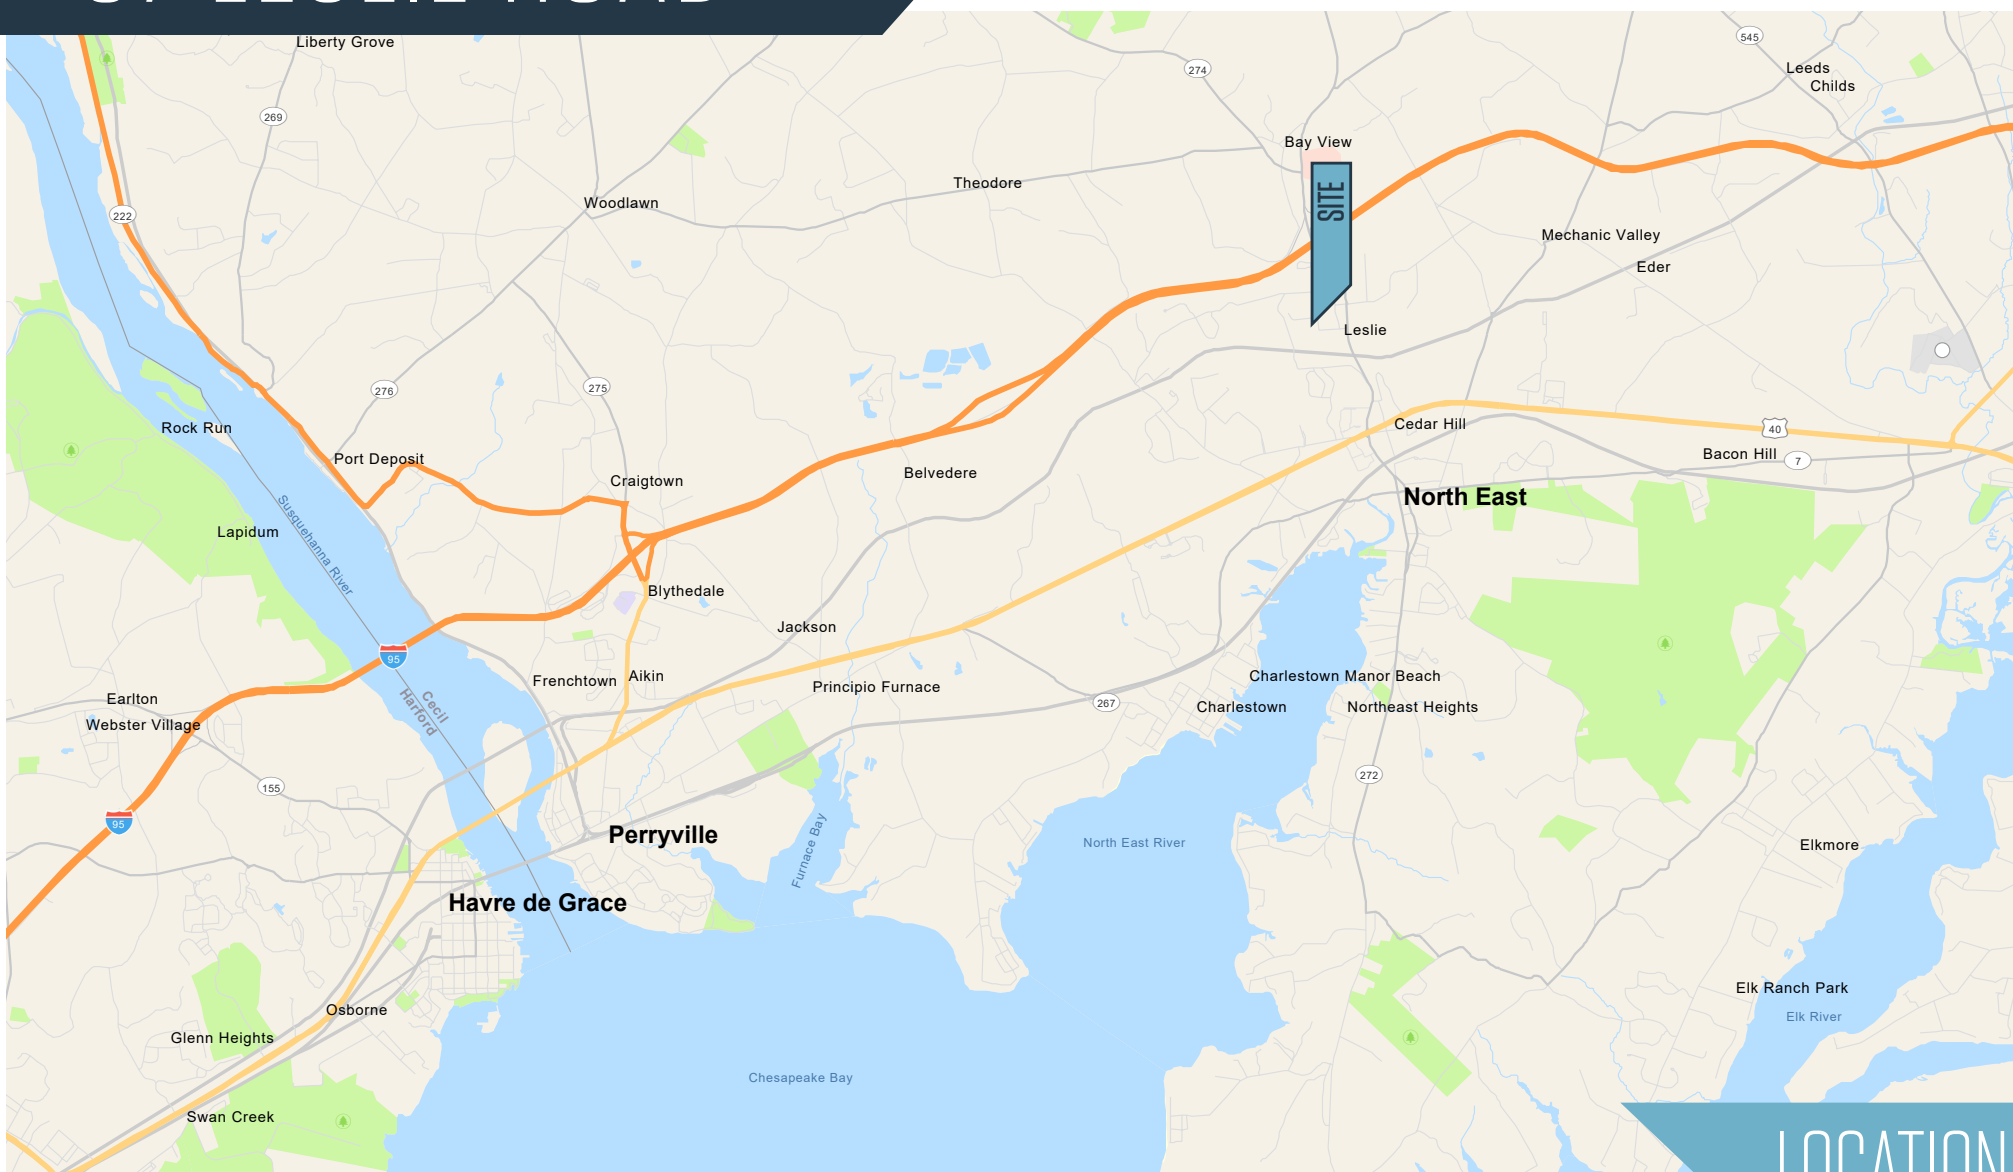 LESLIE ROAD
Liberty Grove
545
274
Leeds
Childs
269
Bay View
Theodore
SITE
Woodlawn
222
Mechanic Valley
Eder
Leslie
276
275
Rock Run
Cedar Hill
40
Port Deposit
Bacon Hill
7
Belvedere
Craigtown
North East
Susquehanna River
Lapidum
Blythedale
Jackson
95
Frenchtown
Aikin
Charlestown Manor Beach
Principio Furnace
Earlton
Cecil
Harford
267
Charlestown
Northeast Heights
Webster Village
272
155
95
Perryville
Furnace Bay
North East River
Elkmore
Havre de Grace
Elk Ranch Park
Osborne
Elk River
Glenn Heights
Chesapeake Bay
Swan Creek
LOCATION